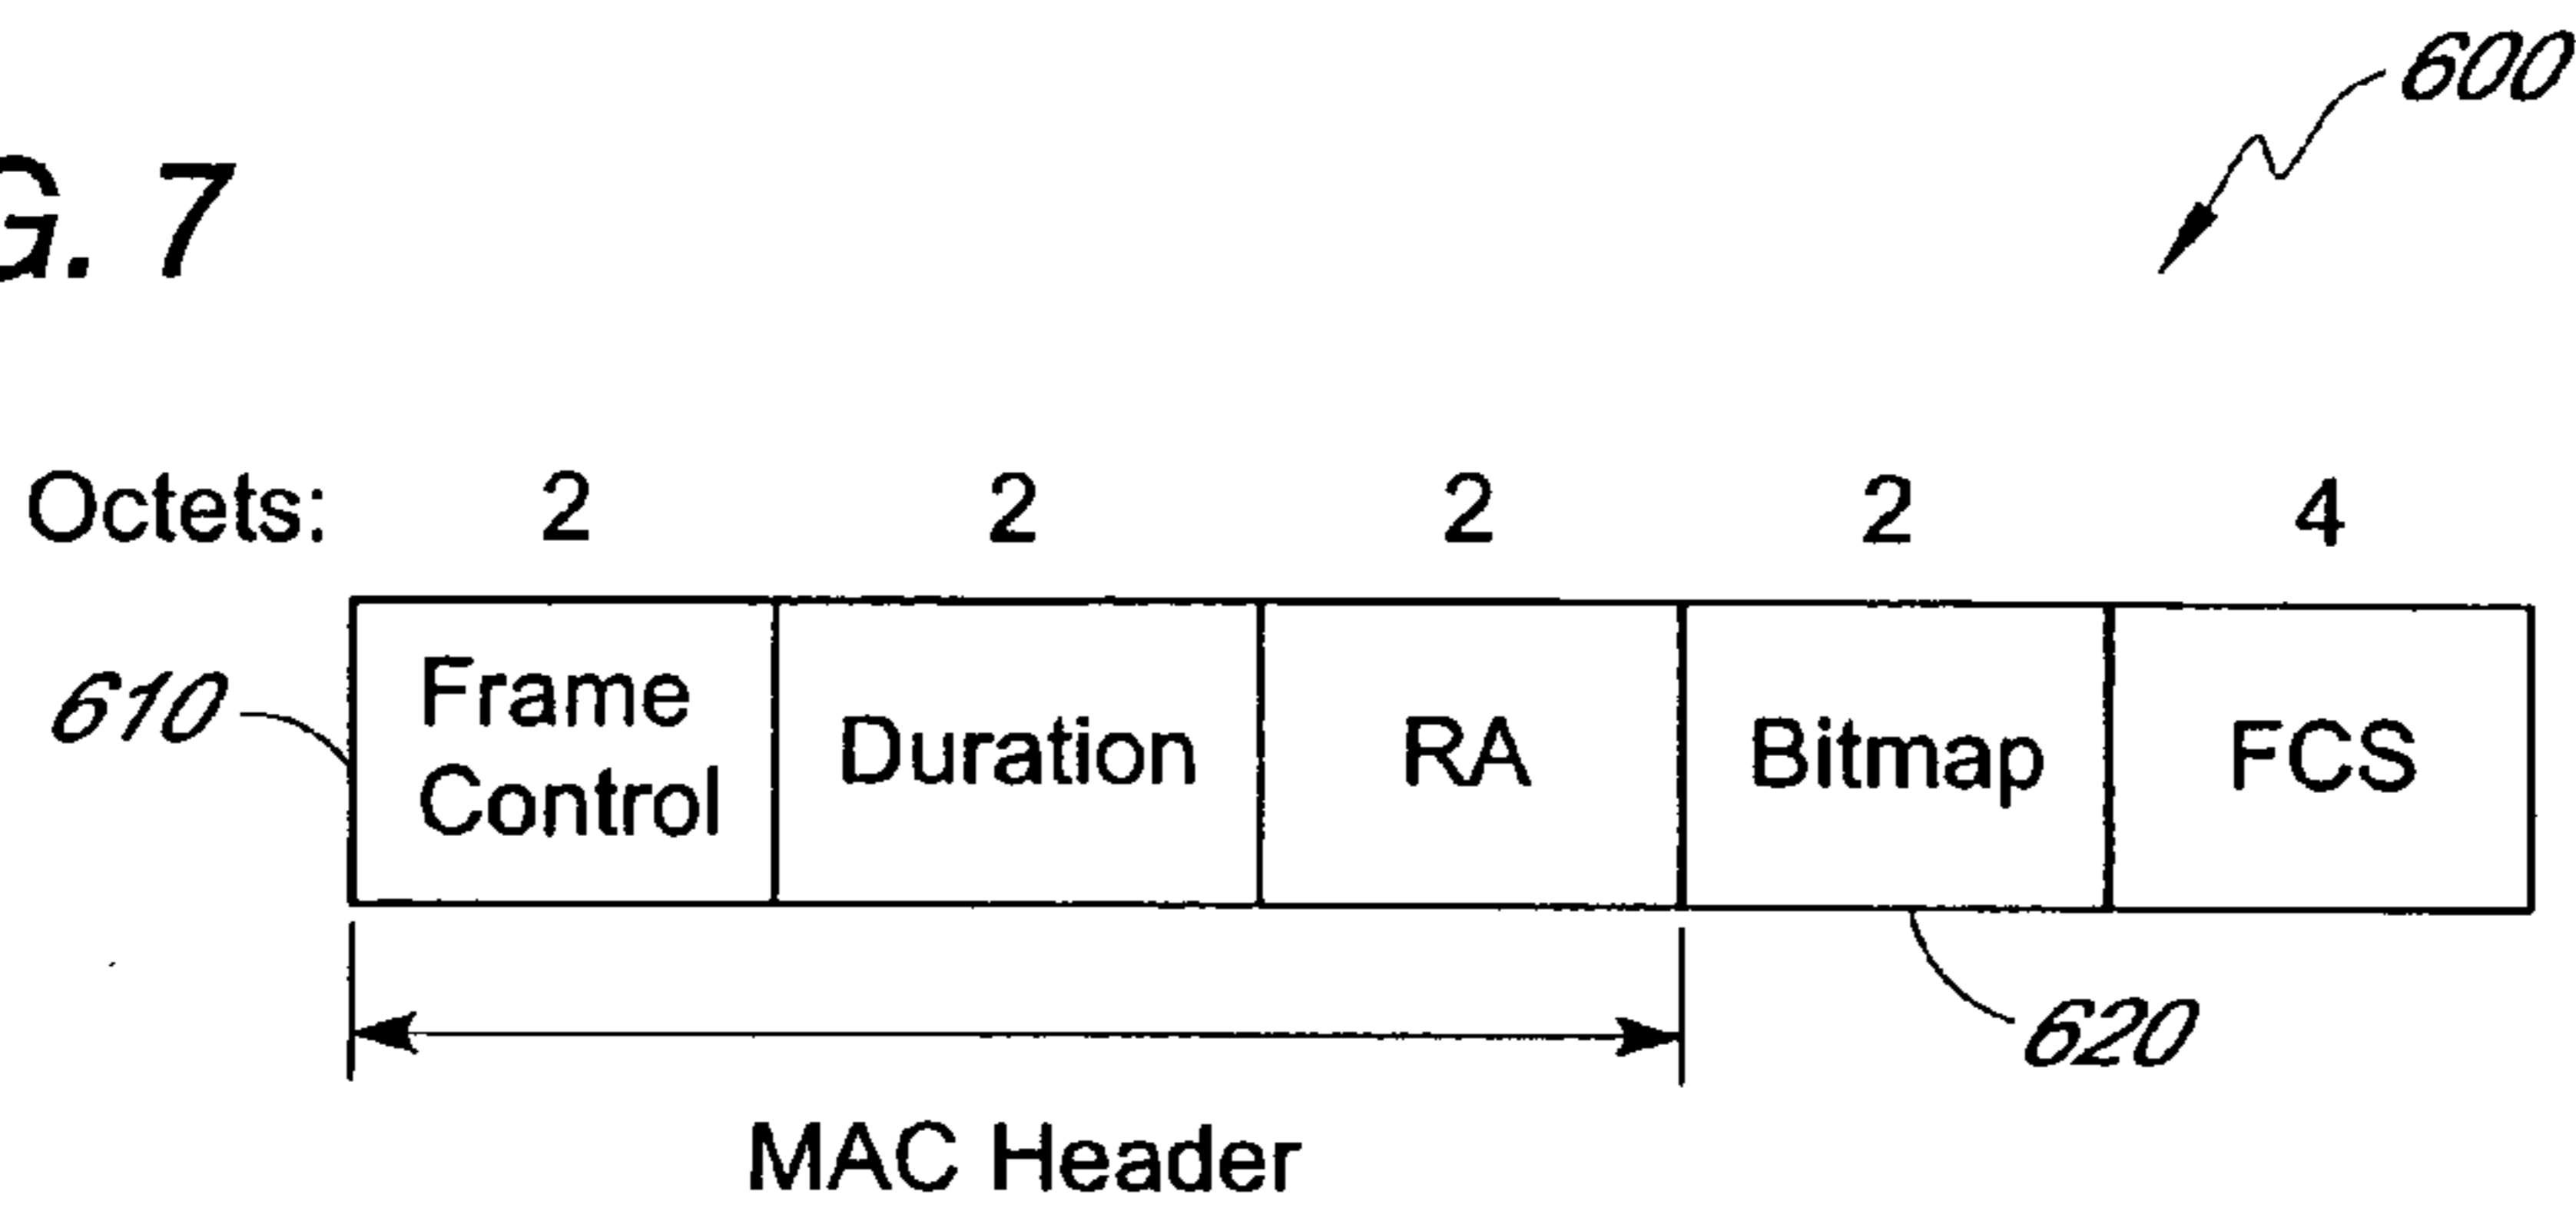 600
G. 7
Octets: 2 2 2 2 4
610
Frame Control
Duration
RA
Bitmap
FCS
620
MAC Header